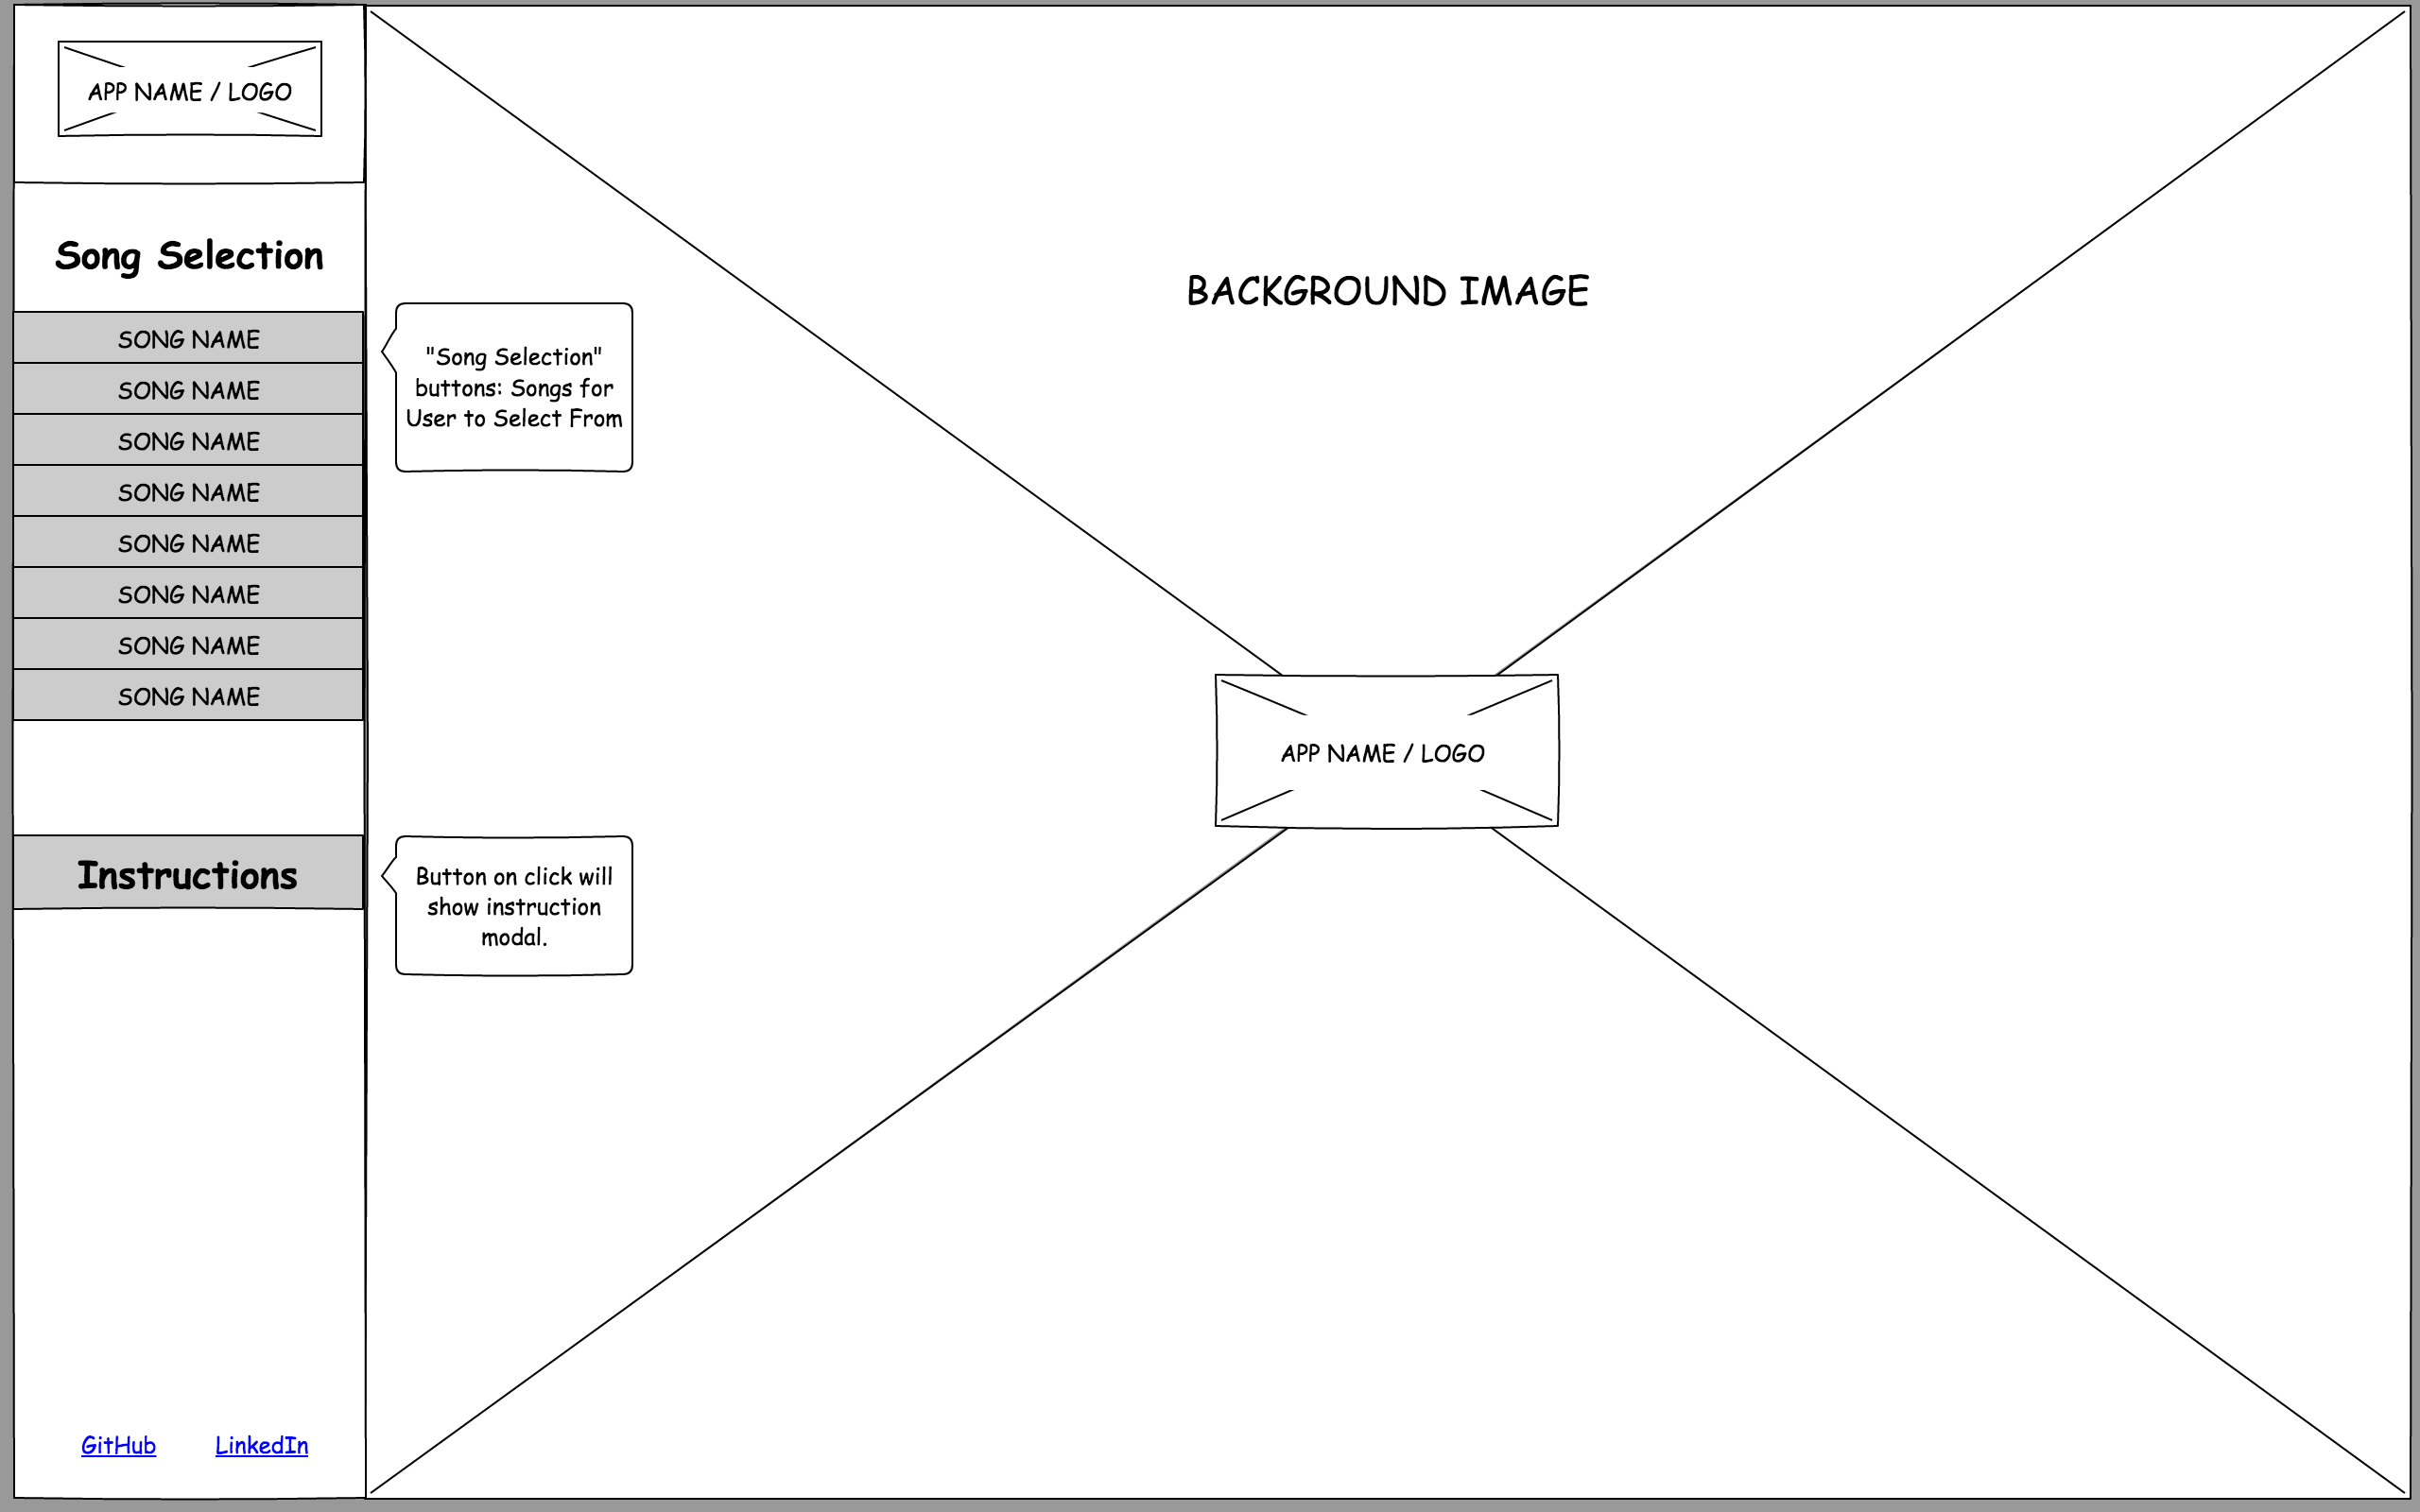 APP NAME / LOGO
Song Selection
SONG NAME
SONG NAME
SONG NAME
SONG NAME
SONG NAME
SONG NAME
SONG NAME
SONG NAME
Instructions
GitHub
LinkedIn
"Song Selection"
buttons: Songs for
User to Select From
Button on click will
show instruction
modal.
BACKGROUND IMAGE
APP NAME / LOGO